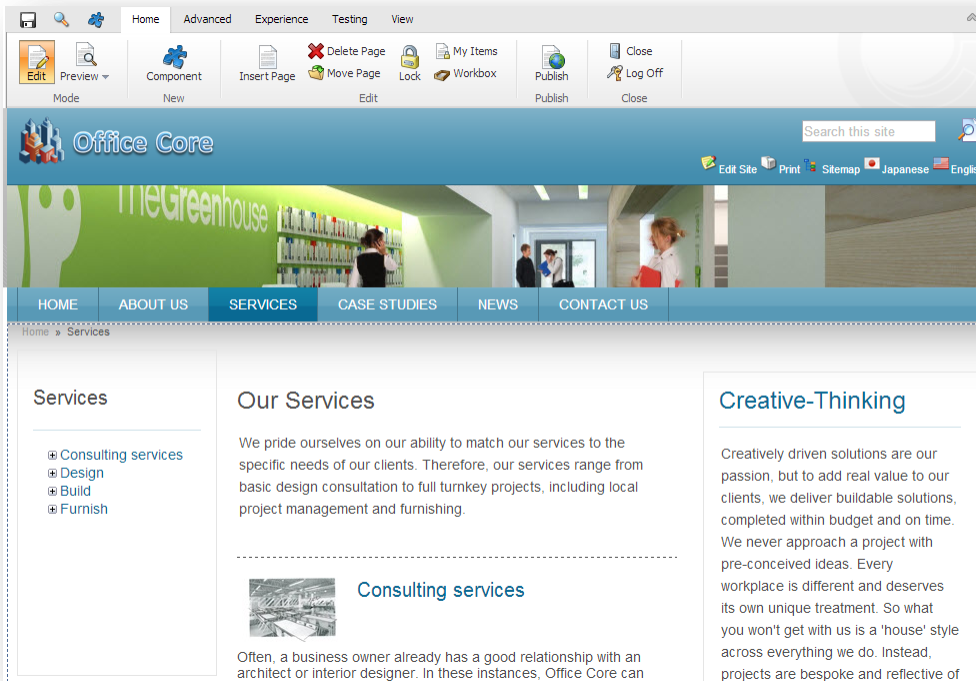 Home Advanced Experience Testing View
Edit Preview Component Insert Page Delete Page Move Page Lock My Items Workbox Publish Close Log Off
Mode New Edit Publish Close
Office Core
Search this site
Edit Site Print Sitemap Japanese Englis
TheGreenhouse
HOME ABOUT US SERVICES CASE STUDIES NEWS CONTACT US
Home » Services
Services
Consulting services
Design
Build
Furnish
Our Services
We pride ourselves on our ability to match our services to the
specific needs of our clients. Therefore, our services range from
basic design consultation to full turnkey projects, including local
project management and furnishing.
Consulting services
Often, a business owner already has a good relationship with an
architect or interior designer. In these instances, Office Core can
Creative-Thinking
Creatively driven solutions are our
passion, but to add real value to our
clients, we deliver buildable solutions,
completed within budget and on time.
We never approach a project with
pre-conceived ideas. Every
workplace is different and deserves
its own unique treatment. So what
you won't get with us is a 'house' style
across everything we do. Instead,
projects are bespoke and reflective of